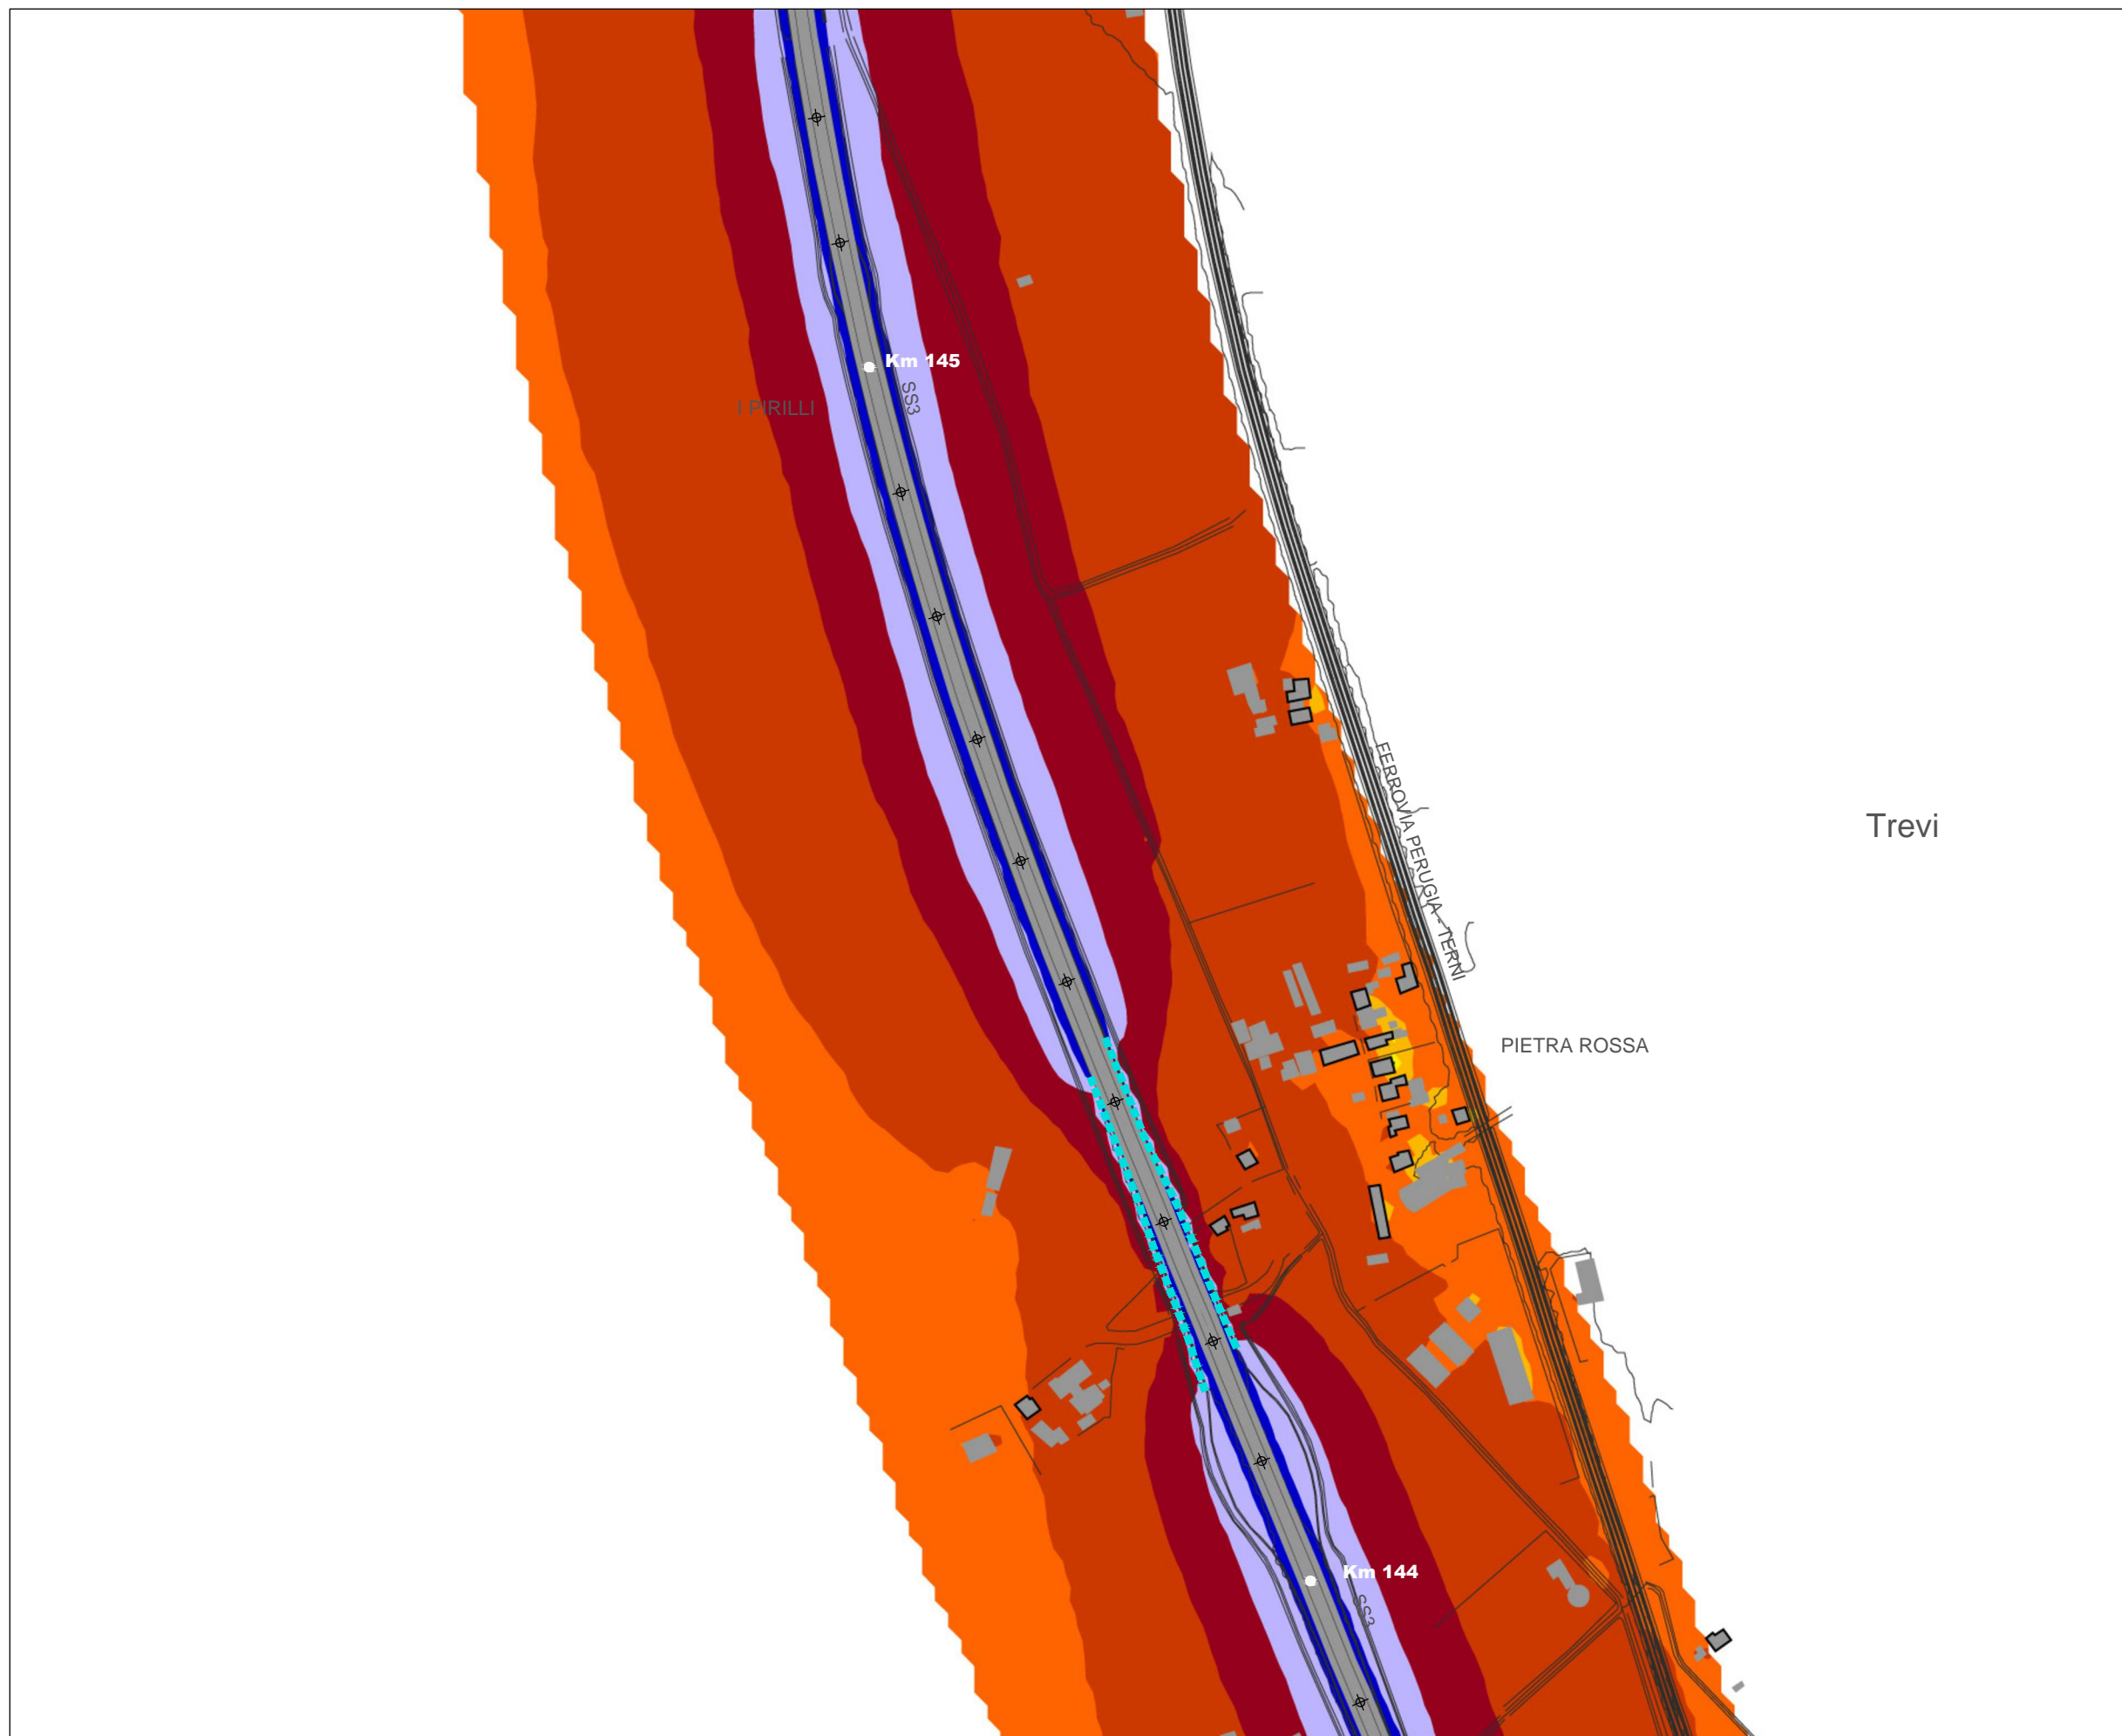 Km 145
SS3
I PIRILLI
FERROVIA PERUGIA - TERNI
Trevi
PIETRA ROSSA
Km 144
SS3